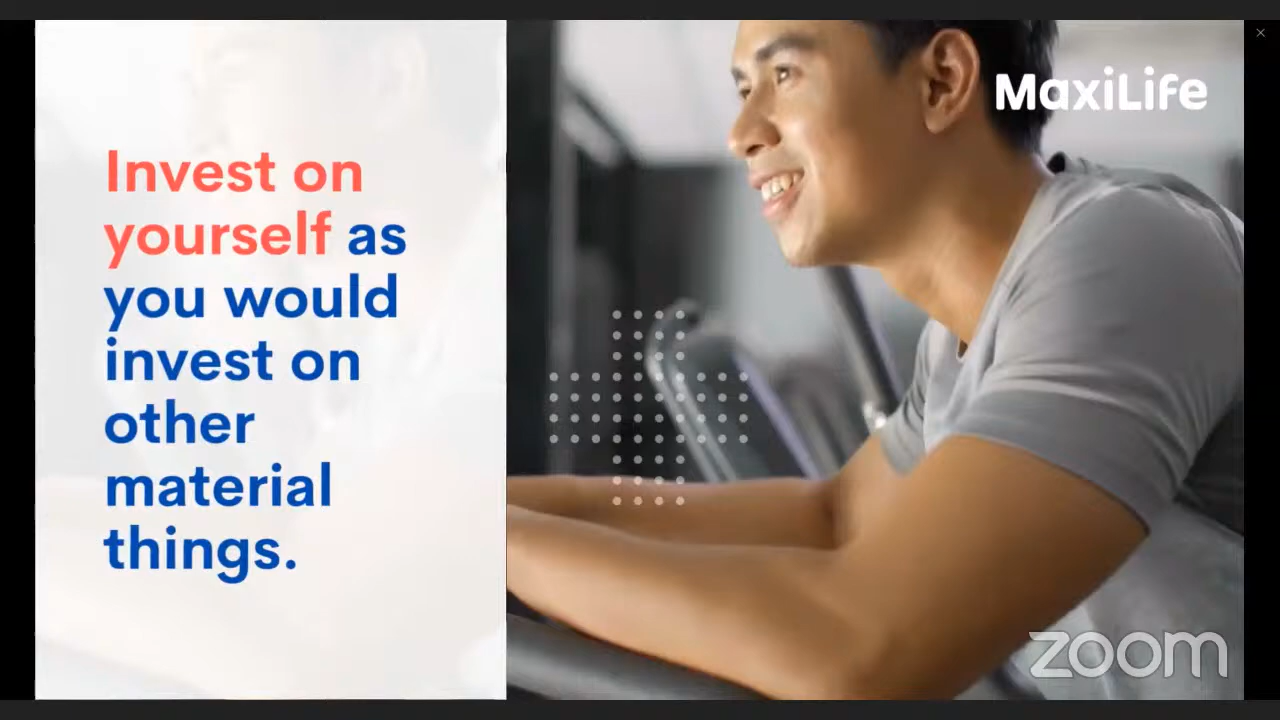 Invest on
yourself as
you would
invest on
other
material
things.
MaxiLife
zoom